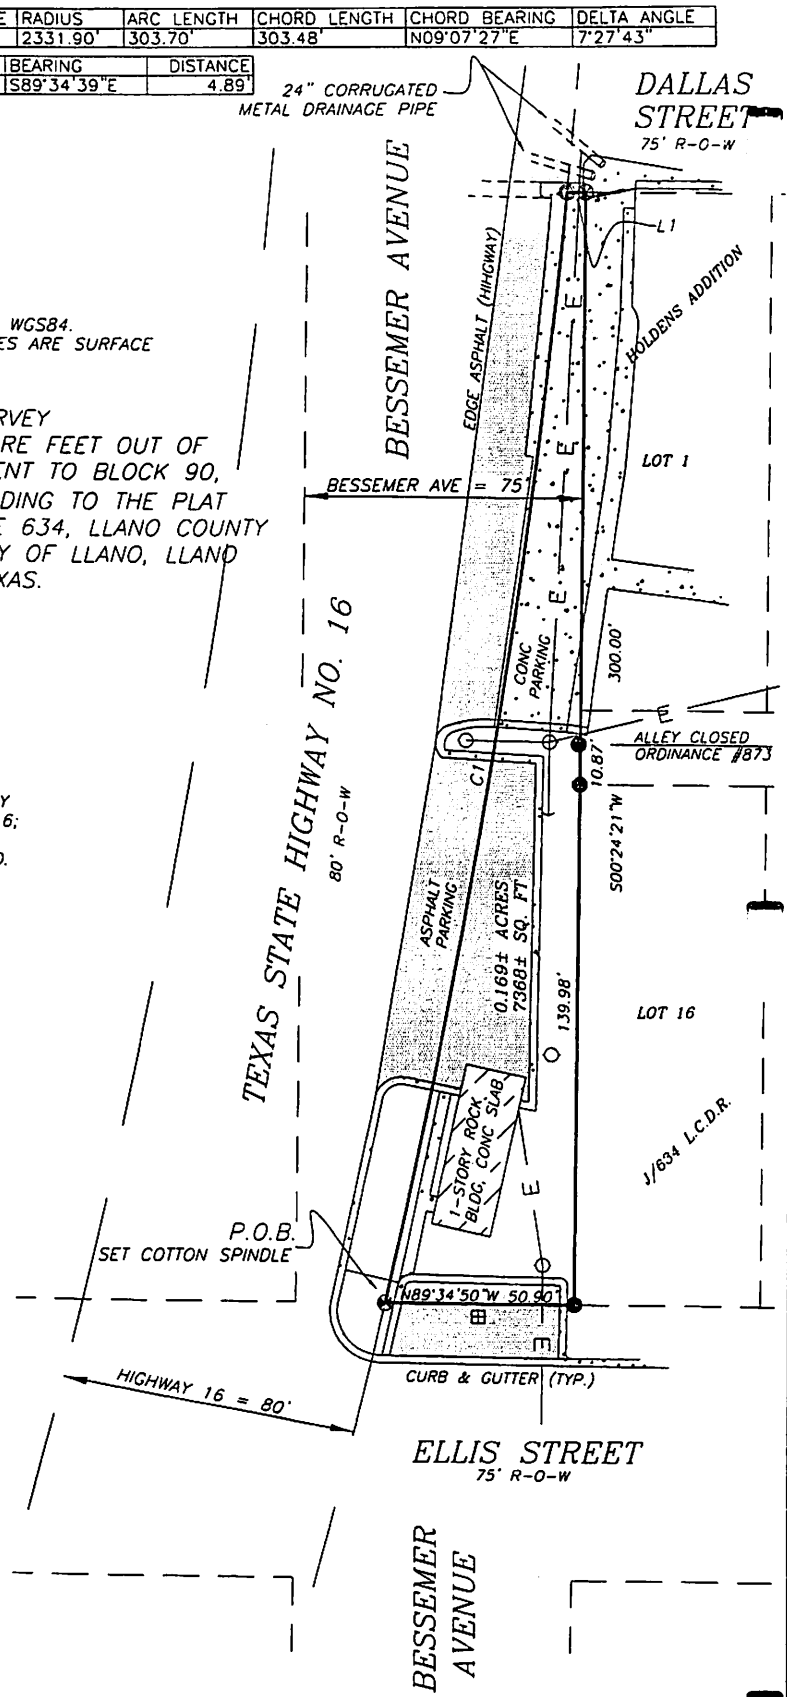 E RADIUS ARC LENGTH CHORD LENGTH CHORD BEARING DELTA ANGLE
2331.90' 303.70' 303.48' N09°07'27"E 7°27'43"
BEARING DISTANCE
S89°34'39"E 4.89'
24" CORRUGATED
METAL DRAINAGE PIPE
DALLAS
STREET
75' R-O-W
BESSEMER AVENUE
L1
EDGE ASPHALT (HIHGWAY)
HOLDENS ADDITION
WGS84.
ES ARE SURFACE
E
RVEY
RE FEET OUT OF
ENT TO BLOCK 90,
DING TO THE PLAT
E 634, LLANO COUNTY
Y OF LLANO, LLANO
XAS.
E
LOT 1
BESSEMER AVE = 75'
E
CONC
PARKING
300.00'
E
ALLEY CLOSED
ORDINANCE #873
10.87'
C1
TEXAS STATE HIGHWAY NO. 16
80' R-O-W
Y
6;
O.
S00°24'21"W
ASPHALT
PARKING
0.169± ACRES
7368± SQ. FT
139.98'
LOT 16
1-STORY ROCK
BLDG, CONC SLAB
J/634 L.C.D.R.
E
P.O.B.
SET COTTON SPINDLE
N89°34'50"W 50.90'
E
CURB & GUTTER (TYP.)
HIGHWAY 16 = 80'
ELLIS STREET
75' R-O-W
BESSEMER
AVENUE